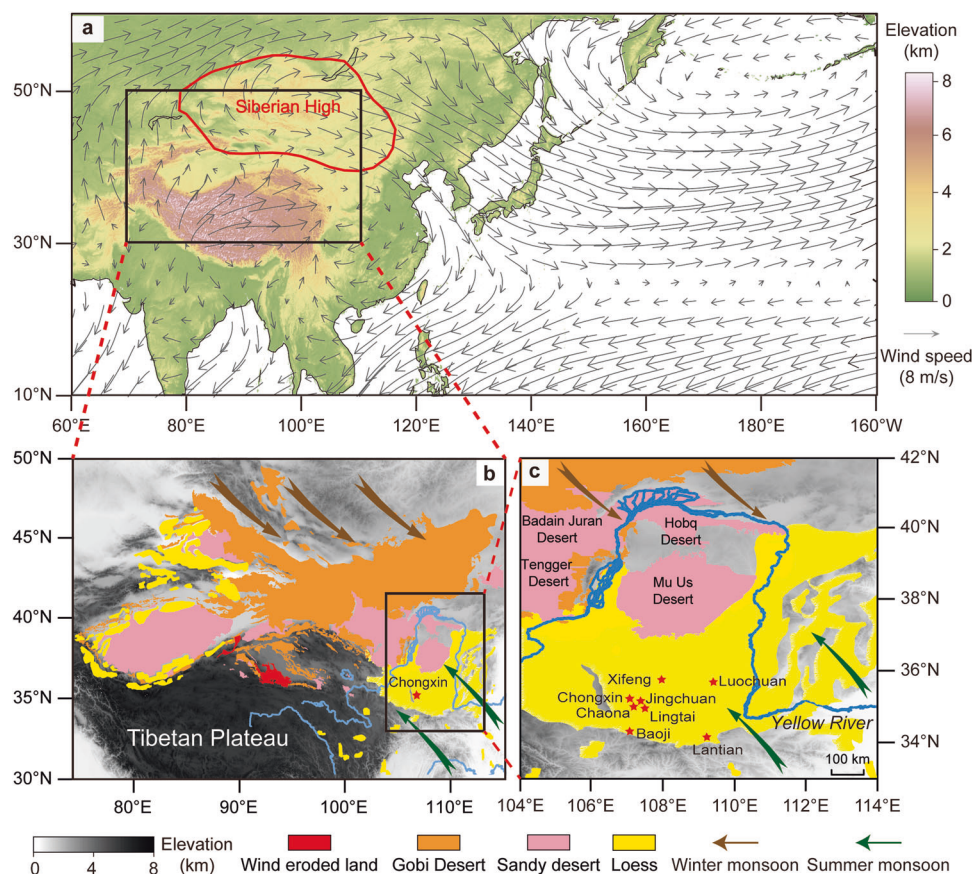 a
Siberian High
50°N
30°N
10°N
60°E
80°E
100°E
120°E
140°E
160°E
180°E
160°W
Elevation
(km)
8
6
4
2
0
Wind speed
(8 m/s)
50°N
45°N
40°N
35°N
30°N
b
Chongxin
Tibetan Plateau
80°E
90°E
100°E
110°E
c
42°N
40°N
38°N
36°N
34°N
Badain Juran
Desert
Hobq
Desert
Tengger
Desert
Mu Us
Desert
Xifeng
Luochuan
Chongxin
Jingchuan
Chaona
Lingtai
Baoji
Lantian
Yellow River
100 km
104°E
106°E
108°E
110°E
112°E
114°E
Elevation
(km)
0
4
8
Wind eroded land
Gobi Desert
Sandy desert
Loess
Winter monsoon
Summer monsoon